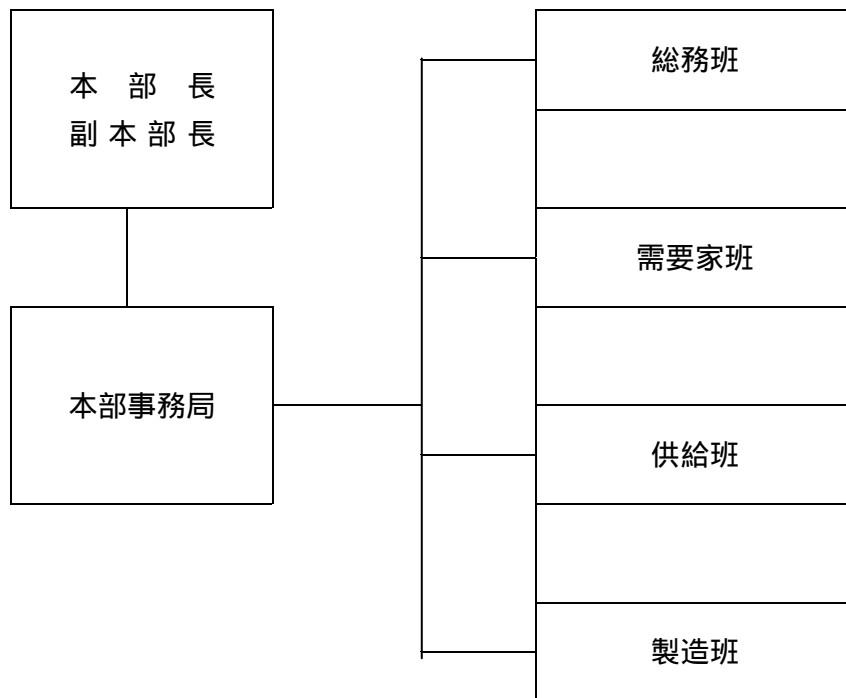 本 部 長
副 本 部 長
本部事務局
総務班
需要家班
供給班
製造班